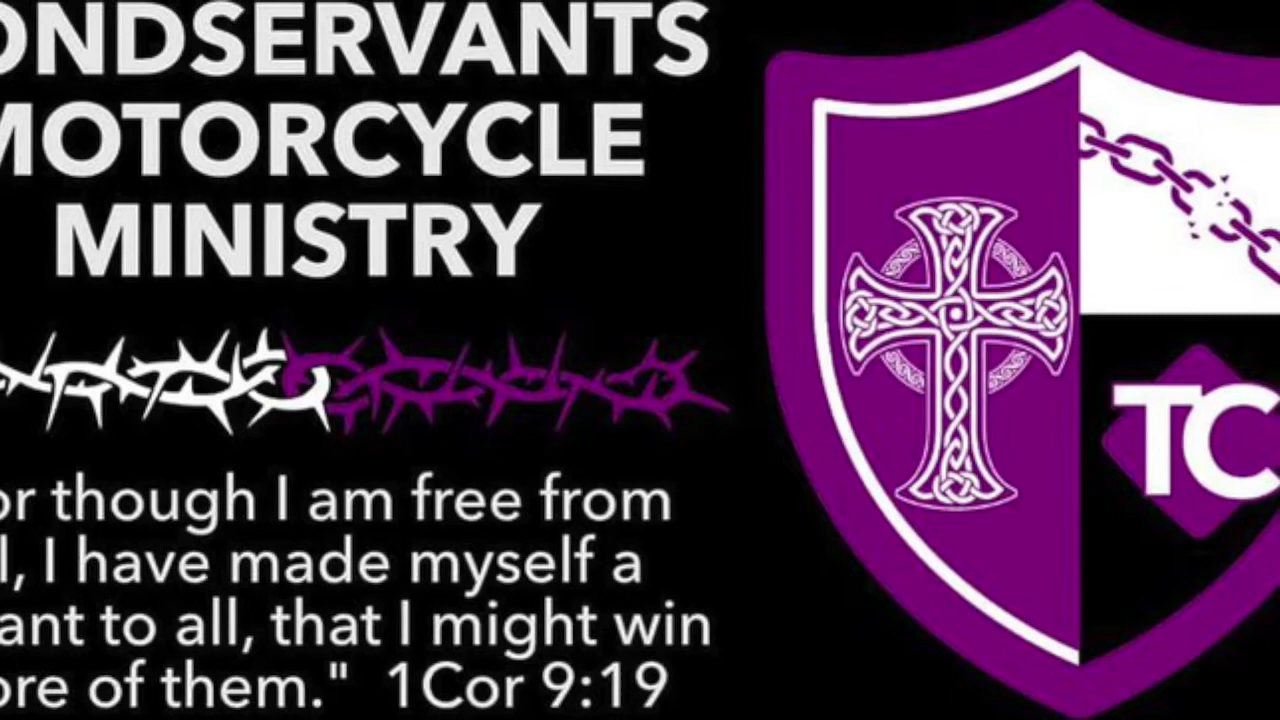 ONDSERVANTS
MOTORCYCLE
MINISTRY
or though I am free from
l, I have made myself a
ant to all, that I might win
ore of them." 1Cor 9:19
TC